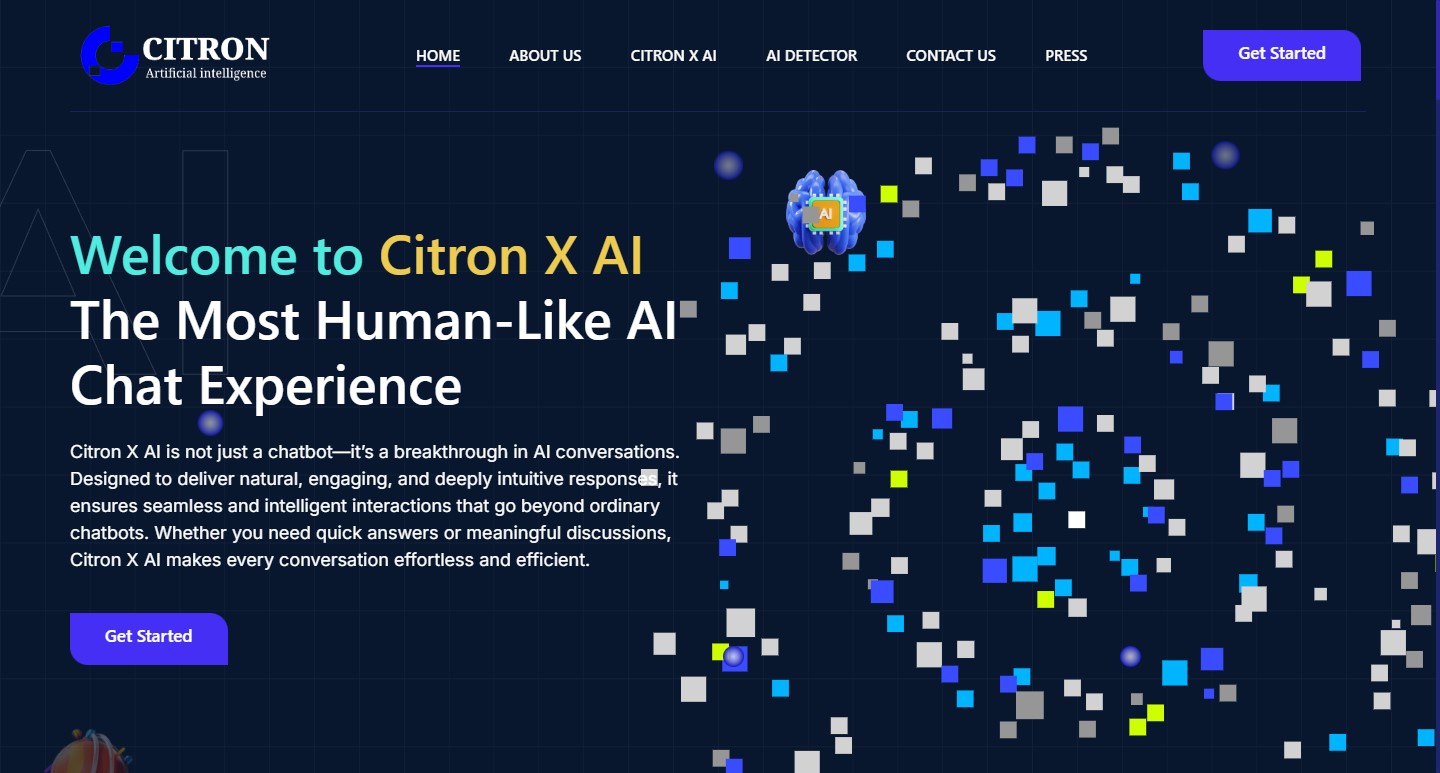 CITRON
Artificial intelligence
HOME ABOUT US CITRON X AI AI DETECTOR CONTACT US PRESS
Get Started
AI
AI
Welcome to Citron X AI
The Most Human-Like AI
Chat Experience
Citron X AI is not just a chatbot—it’s a breakthrough in AI conversations.
Designed to deliver natural, engaging, and deeply intuitive responses, it
ensures seamless and intelligent interactions that go beyond ordinary
chatbots. Whether you need quick answers or meaningful discussions,
Citron X AI makes every conversation effortless and efficient.
Get Started